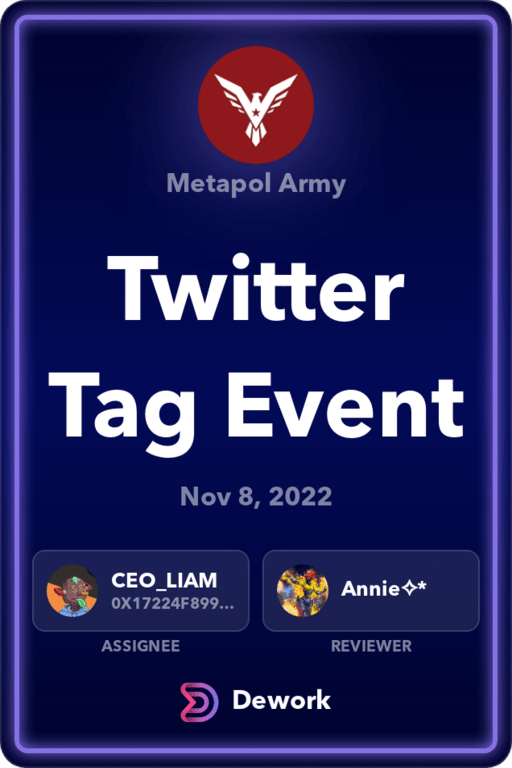 Metapol Army
Twitter
Tag Event
Nov 8, 2022
CEO_LIAM
0X17224F899...
Annie✧*
ASSIGNEE
REVIEWER
Dework